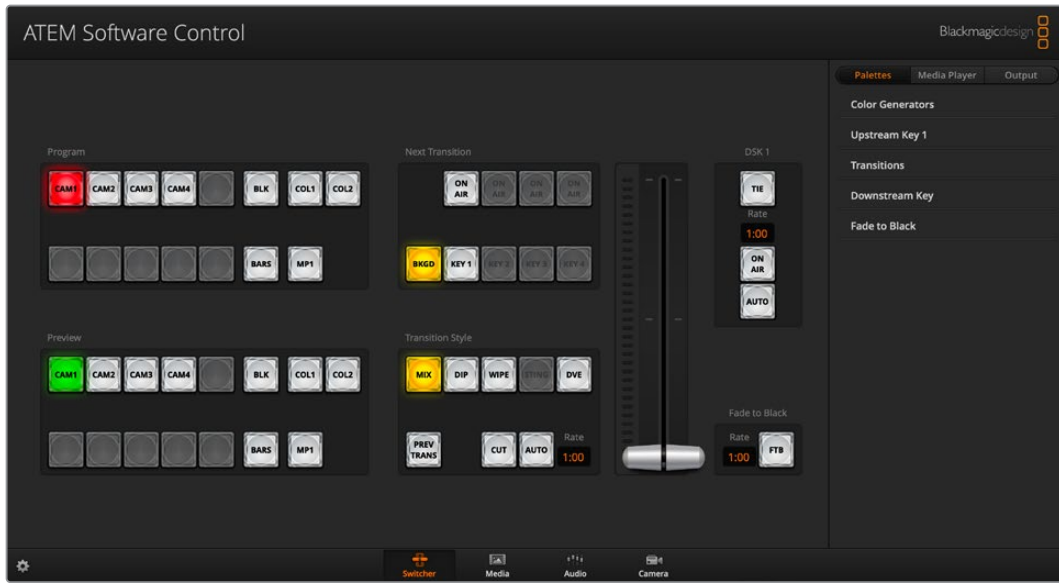 ATEM Software Control
Blackmagicdesign
Palettes Media Player Output
Color Generators
Upstream Key 1
Transitions
Downstream Key
Fade to Black
Program
CAM1 CAM2 CAM3 CAM4 BLK COL1 COL2
BARS MP1
Next Transition
ON AIR ON AIR ON AIR ON AIR
BKGD KEY 1 KEY 2 KEY 3 KEY 4
DSK 1
TIE
Rate
1:00
ON AIR
AUTO
Preview
CAM1 CAM2 CAM3 CAM4 BLK COL1 COL2
BARS MP1
Transition Style
MIX DIP WIPE STING DVE
PREV TRANS CUT AUTO
Rate
1:00
Fade to Black
Rate
1:00
FTB
Switcher Media Audio Camera